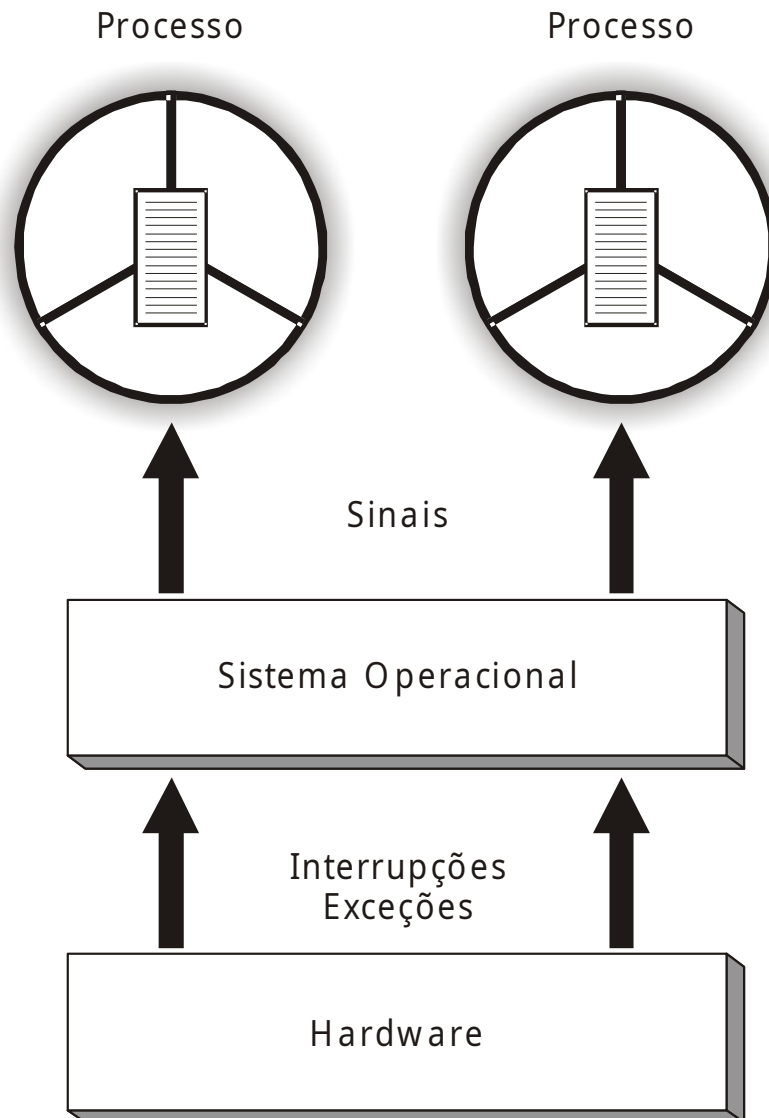 Processo Processo
Sinais
Sistema Operacional
Interrupções
Exceções
Hardware